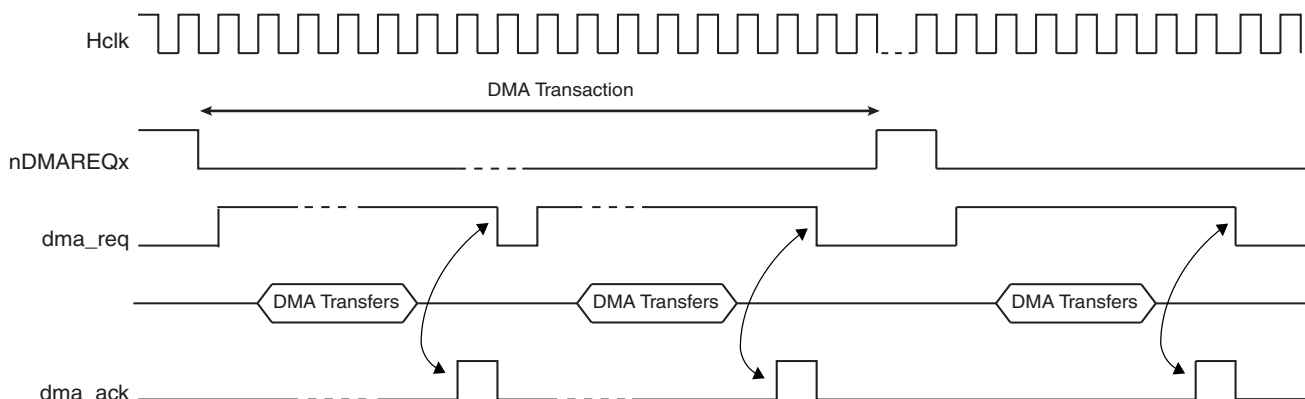 Hclk
DMA Transaction
nDMAREQx
dma_req
DMA Transfers DMA Transfers DMA Transfers
dma_ack